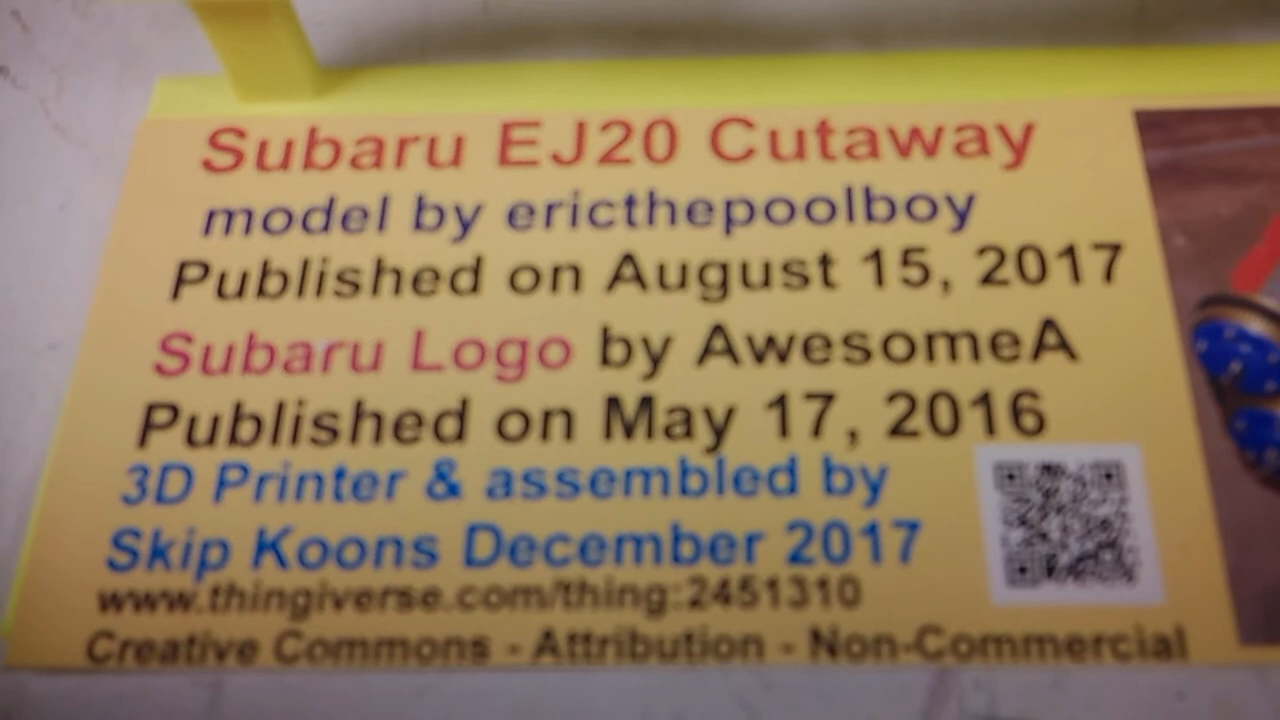 Subaru EJ20 Cutaway
model by ericthepoolboy
Published on August 15, 2017
Subaru Logo by AwesomeA
Published on May 17, 2016
3D Printer & assembled by
Skip Koons December 2017
www.thingiverse.com/thing:2451310
Creative Commons - Attribution - Non-Commercial